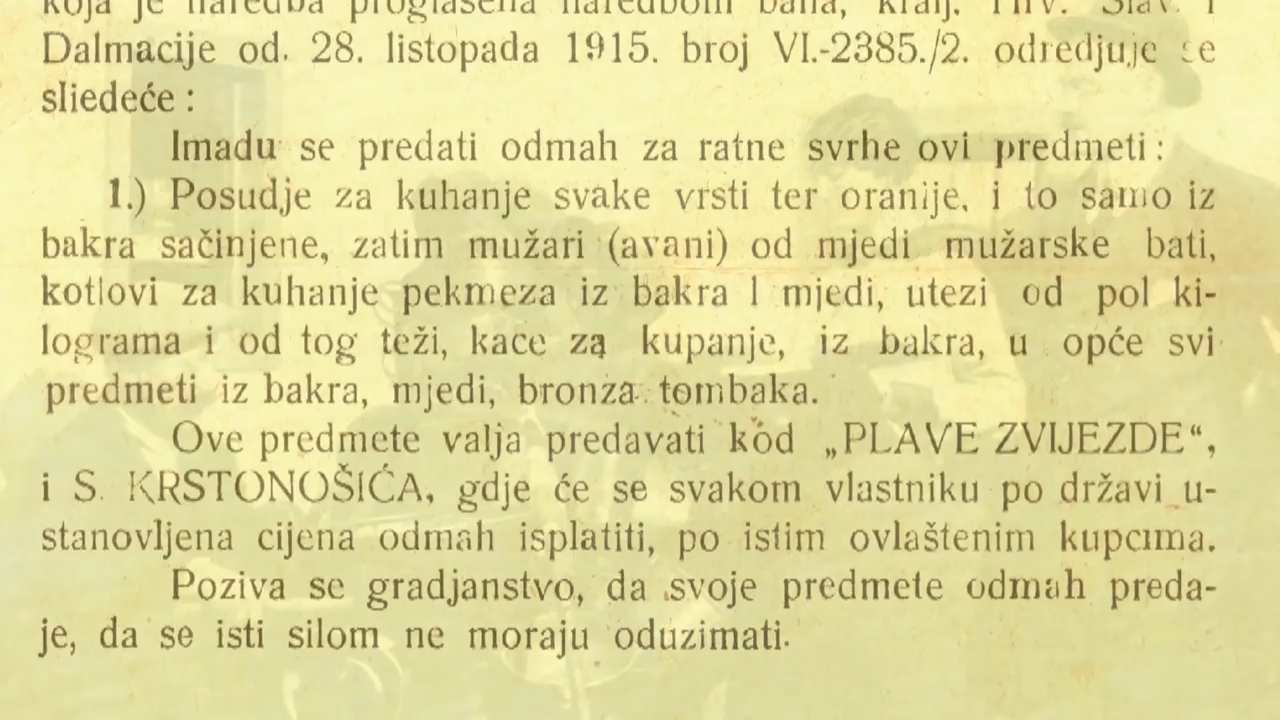 koja je naredba proglašena naredbom bana, kralj. Hrv. Slav. i
Dalmacije od. 28. listopada 1915. broj VI.-2385./2. odredjuje se
sliedeće :
Imadu se predati odmah za ratne svrhe ovi predmeti :
1.) Posudje za kuhanje svake vrsti ter oranije, i to samo iz
bakra sačinjene, zatim mužari (avani) od mjedi mužarske bati,
kotlovi za kuhanje pekmeza iz bakra I mjedi, utezi od pol ki-
lograma i od tog teži, kace za kupanje, iz bakra, u opće svi
predmeti iz bakra, mjedi, bronza tombaka.
Ove predmete valja predavati kod „PLAVE ZVIJEZDE“,
i S. KRSTONOŠIĆA, gdje će se svakom vlastniku po državi u-
stanovljena cijena odmah isplatiti, po istim ovlaštenim kupcima.
Poziva se gradjanstvo, da svoje predmete odmah preda-
je, da se isti silom ne moraju oduzimati.